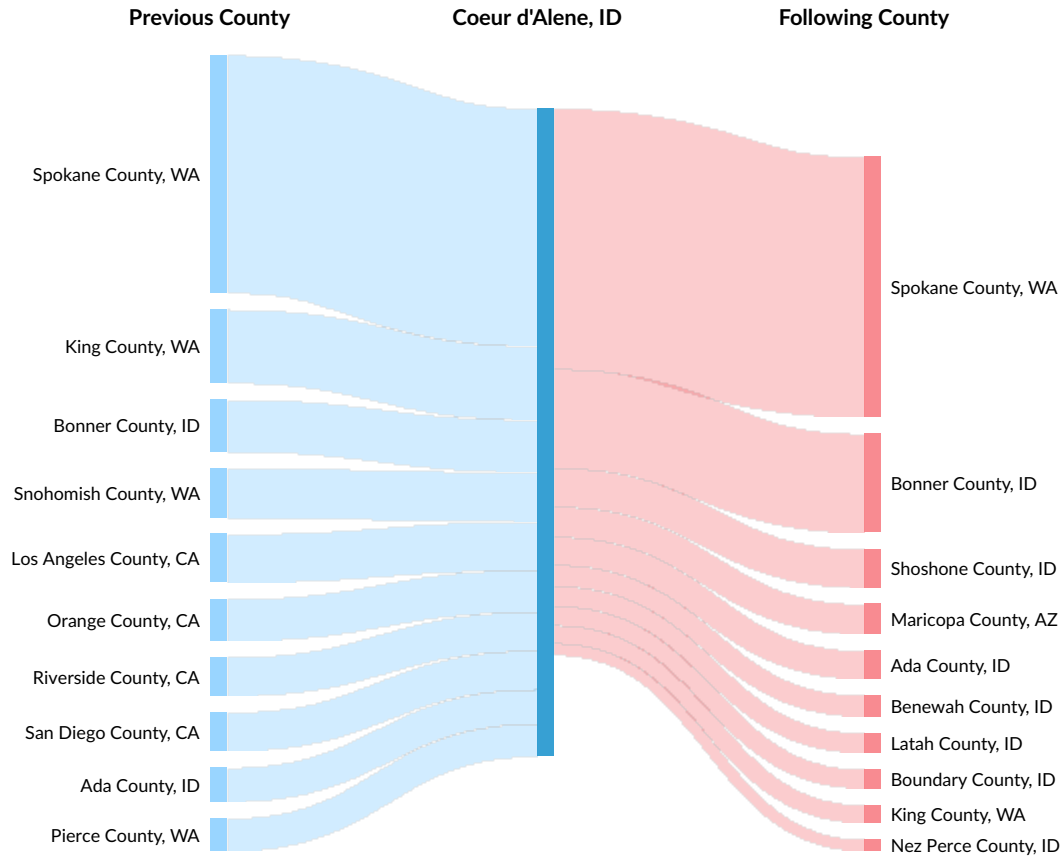 Previous County
Coeur d'Alene, ID
Following County
Spokane County, WA
King County, WA
Bonner County, ID
Snohomish County, WA
Los Angeles County, CA
Orange County, CA
Riverside County, CA
San Diego County, CA
Ada County, ID
Pierce County, WA
Spokane County, WA
Bonner County, ID
Shoshone County, ID
Maricopa County, AZ
Ada County, ID
Benewah County, ID
Latah County, ID
Boundary County, ID
King County, WA
Nez Perce County, ID